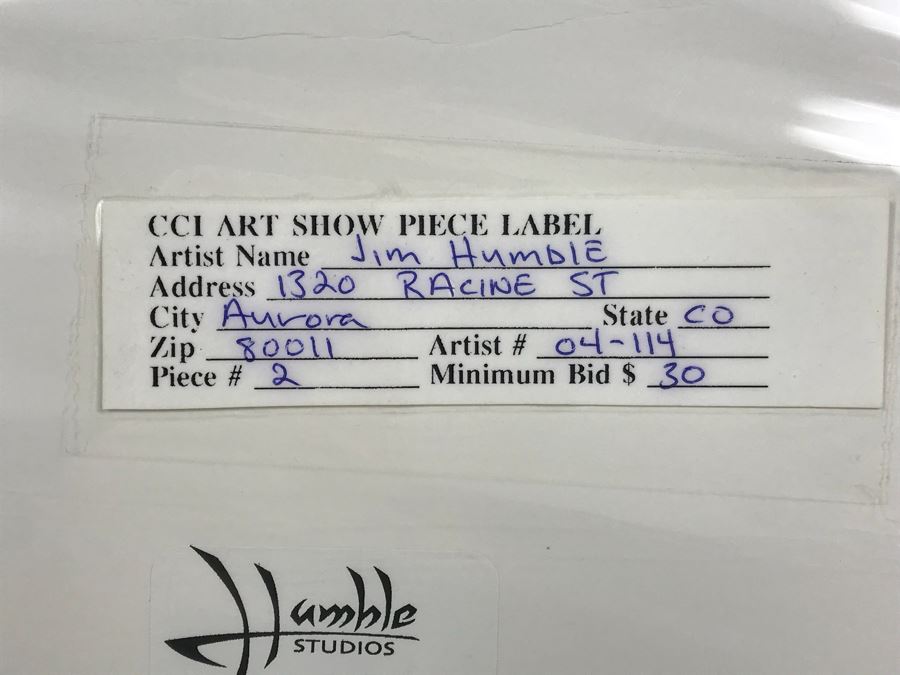 CCI ART SHOW PIECE LABEL
Artist Name Jim Humble
Address 1320 RACINE ST
City Aurora State CO
Zip 80011 Artist # 04-114
Piece # 2 Minimum Bid $ 30
Humble
STUDIOS